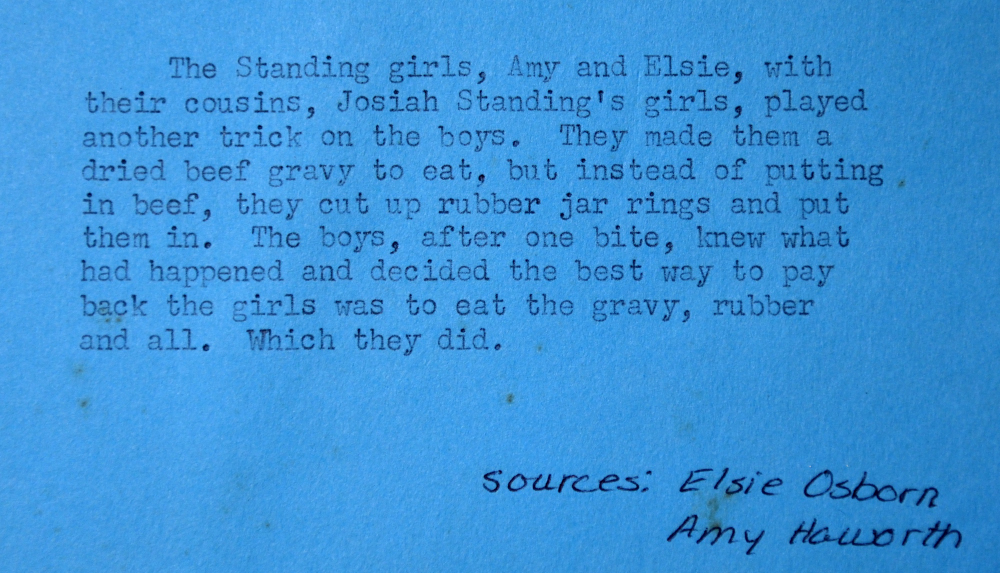 The Standing girls, Amy and Elsie, with
their cousins, Josiah Standing's girls, played
another trick on the boys.  They made them a
dried beef gravy to eat, but instead of putting
in beef, they cut up rubber jar rings and put
them in.  The boys, after one bite, knew what
had happened and decided the best way to pay
back the girls was to eat the gravy, rubber
and all.  Which they did.
sources: Elsie Osborn
Amy Haworth